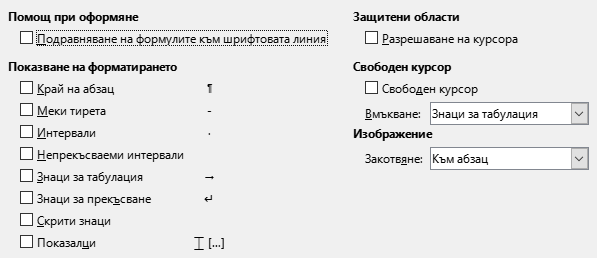 Помощ при оформяне
Подравняване на формулите към шрифтовата линия
Показване на форматирането
Край на абзац ¶
Меки тирета -
Интервали ·
Непрекъсваеми интервали
Знаци за табулация →
Знаци за прекъсване ↵
Скрити знаци
Показалци [...]
Защитени области
Разрешаване на курсора
Свободен курсор
Свободен курсор
Вмъкване: Знаци за табулация
Изображение
Закотвяне: Към абзац